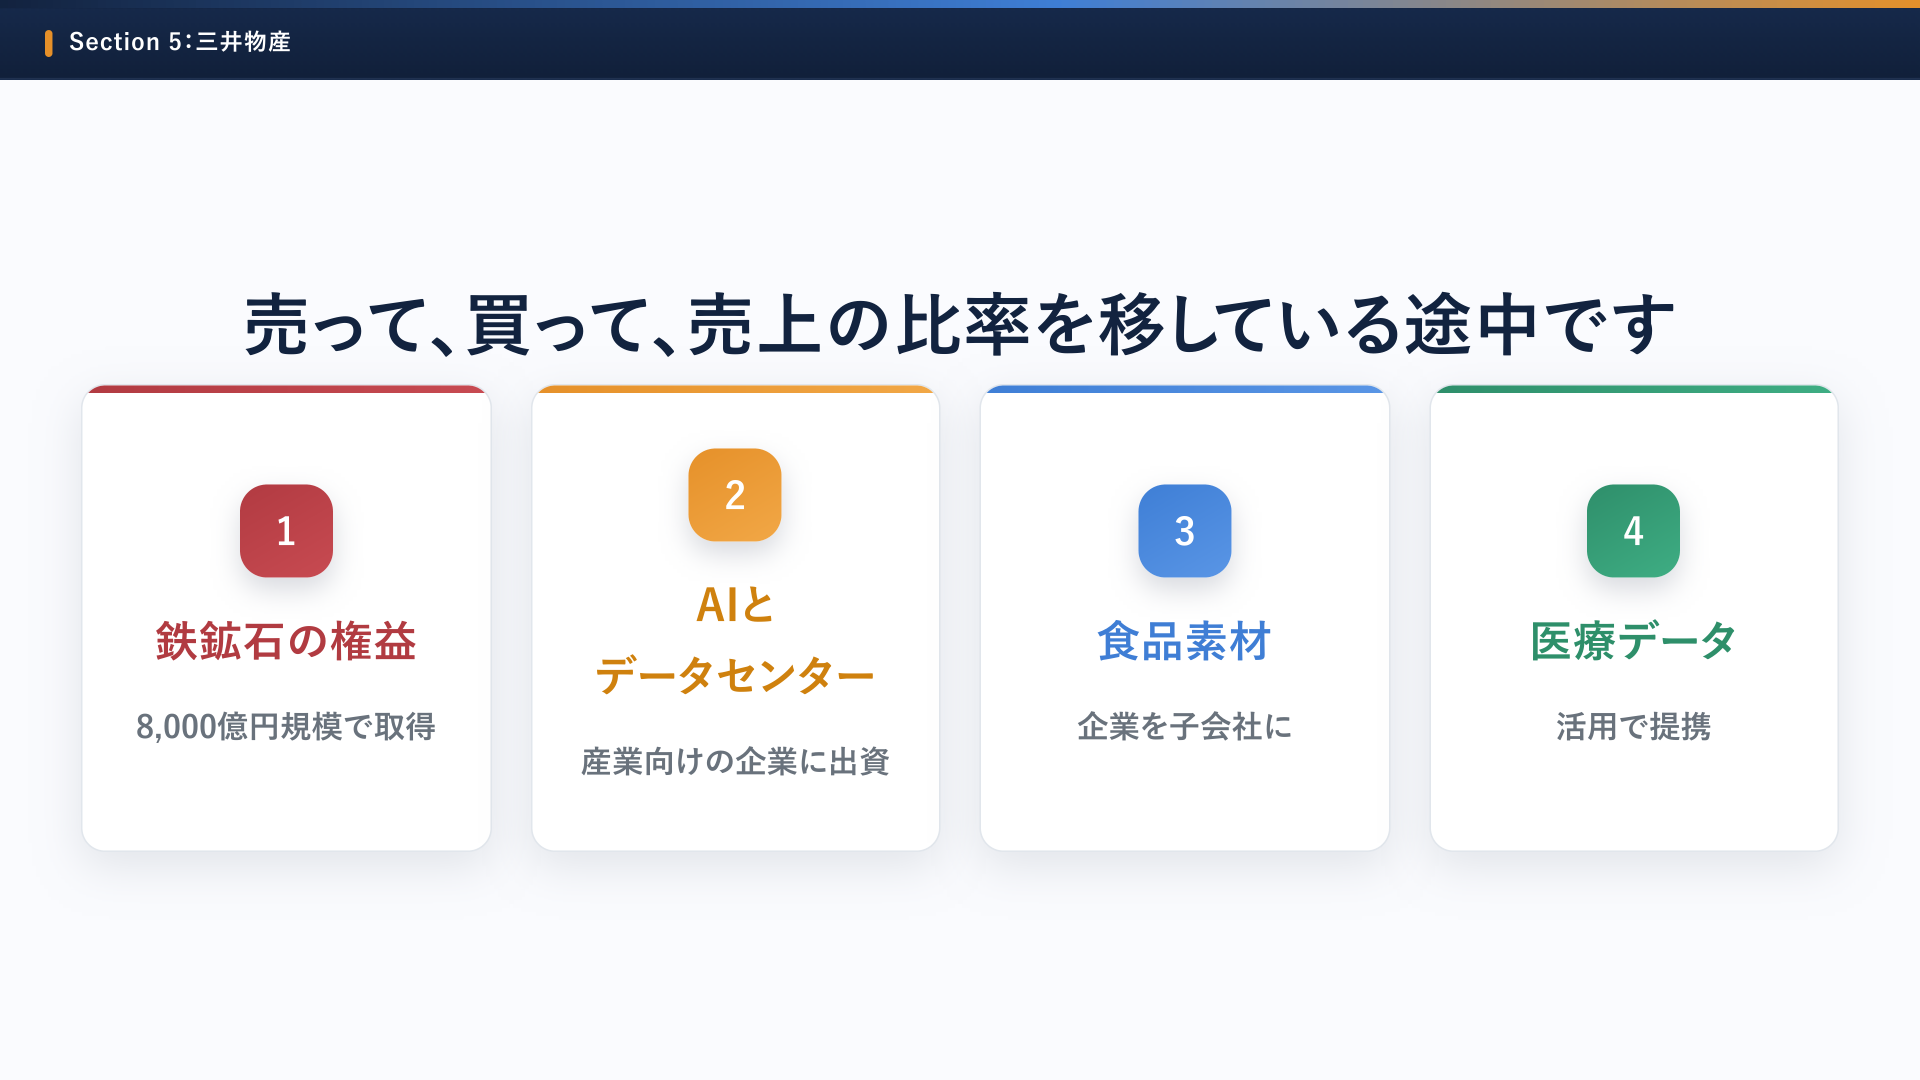 Section 5：三井物産
売って、買って、売上の比率を移している途中です
1
鉄鉱石の権益
8,000億円規模で取得
2
AIと
データセンター
産業向けの企業に出資
3
食品素材
企業を子会社に
4
医療データ
活用で提携